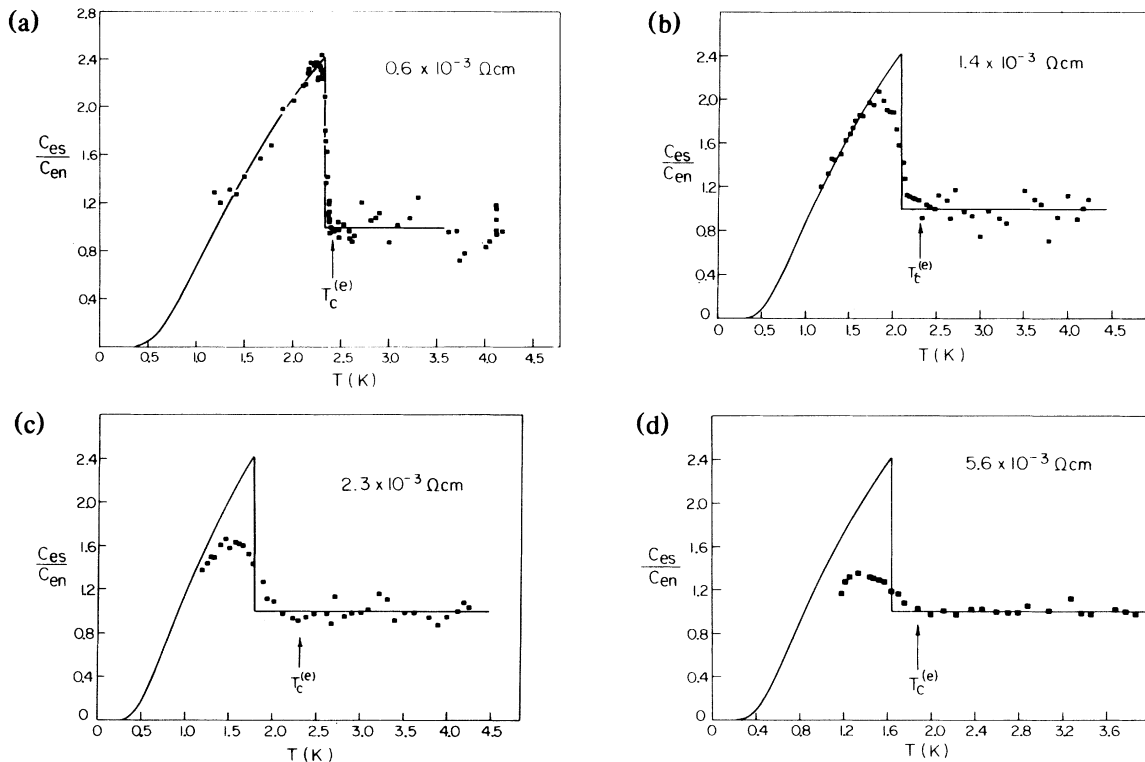 (a)
2.8
2.4
2.0
1.6
1.2
0.8
0.4
C_es
C_en
0.6 x 10⁻³ Ωcm
T_c^(e)
0 0.5 1.0 1.5 2.0 2.5 3.0 3.5 4.0 4.5
T (K)
(b)
2.4
2.0
1.6
1.2
0.8
0.4
0
C_es
C_en
1.4 x 10⁻³ Ωcm
T_t^(e)
0 0.5 1.0 1.5 2.0 2.5 3.0 3.5 4.0 4.5
T (K)
(c)
2.4
2.0
1.6
1.2
0.8
0.4
0
C_es
C_en
2.3 x 10⁻³ Ωcm
T_c^(e)
0 0.5 1.0 1.5 2.0 2.5 3.0 3.5 4.0 4.5
T (K)
(d)
2.4
2.0
1.6
1.2
0.8
0.4
0
C_es
C_en
5.6 x 10⁻³ Ωcm
T_c^(e)
0 0.4 0.8 1.2 1.6 2.0 2.4 2.8 3.2 3.6
T (K)